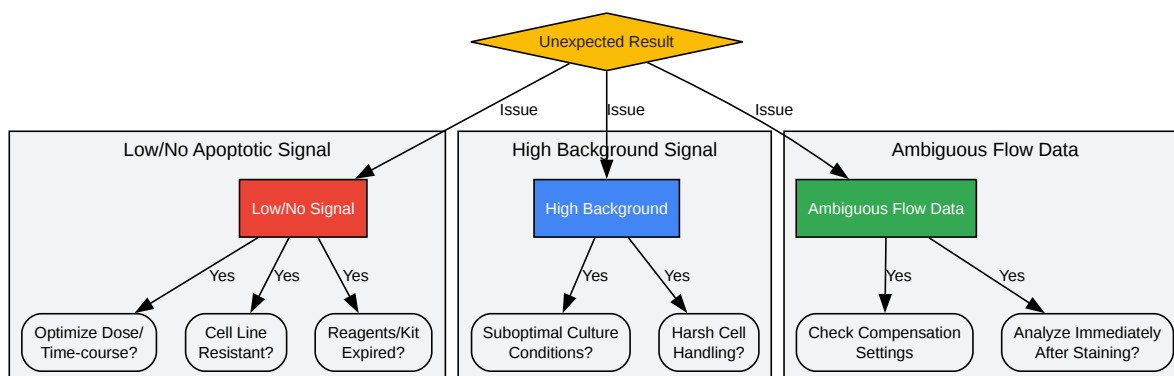 Unexpected Result
Issue
Issue
Issue
Low/No Apoptotic Signal
High Background Signal
Ambiguous Flow Data
Low/No Signal
High Background
Ambiguous Flow Data
Yes
Yes
Yes
Yes
Yes
Yes
Yes
Optimize Dose/
Time-course?
Cell Line
Resistant?
Reagents/Kit
Expired?
Suboptimal Culture
Conditions?
Harsh Cell
Handling?
Check Compensation
Settings
Analyze Immediately
After Staining?